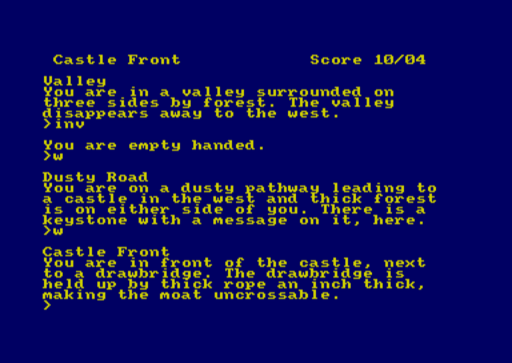 Castle Front Score 10/04
Valley
You are in a valley surrounded on
three sides by forest. The valley
disappears away to the west.
>inv
You are empty handed.
>w
Dusty Road
You are on a dusty pathway leading to
a castle in the west and thick forest
is on either side of you. There is a
keystone with a message on it, here.
>w
Castle Front
You are in front of the castle, next
to a drawbridge. The drawbridge is
held up by thick rope an inch thick,
making the moat uncrossable.
>